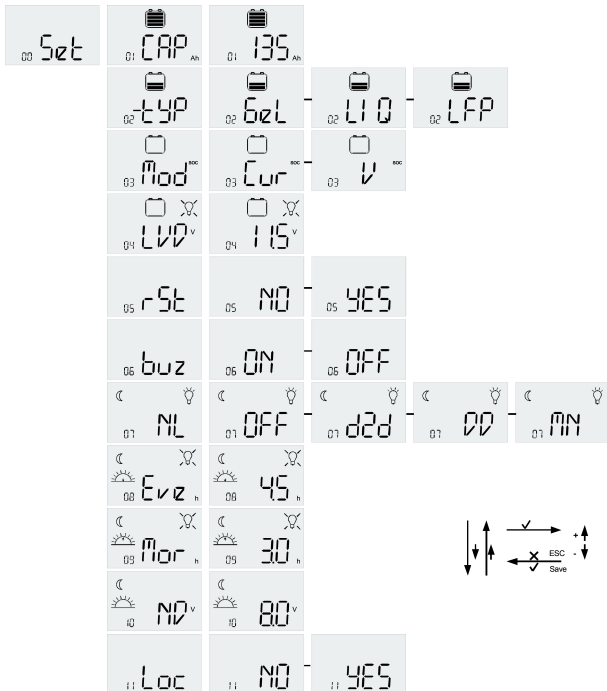 00 Set 01 CAP Ah 01 135 Ah
02 -tYP 02 GeL 02 LIQ 02 LFP
03 Mod SOC 03 Cur SOC 03 V SOC
04 LVD V 04 11.5 V
05 rSt 05 NO 05 YES
06 buz 06 ON 06 OFF
07 NL 07 OFF 07 d2d 07 DD 07 MN
08 Eve h 08 4.5 h
09 Mor h 09 3.0 h
+
ESC -
Save
10 NV V 10 8.0 V
11 Loc 11 NO 11 YES